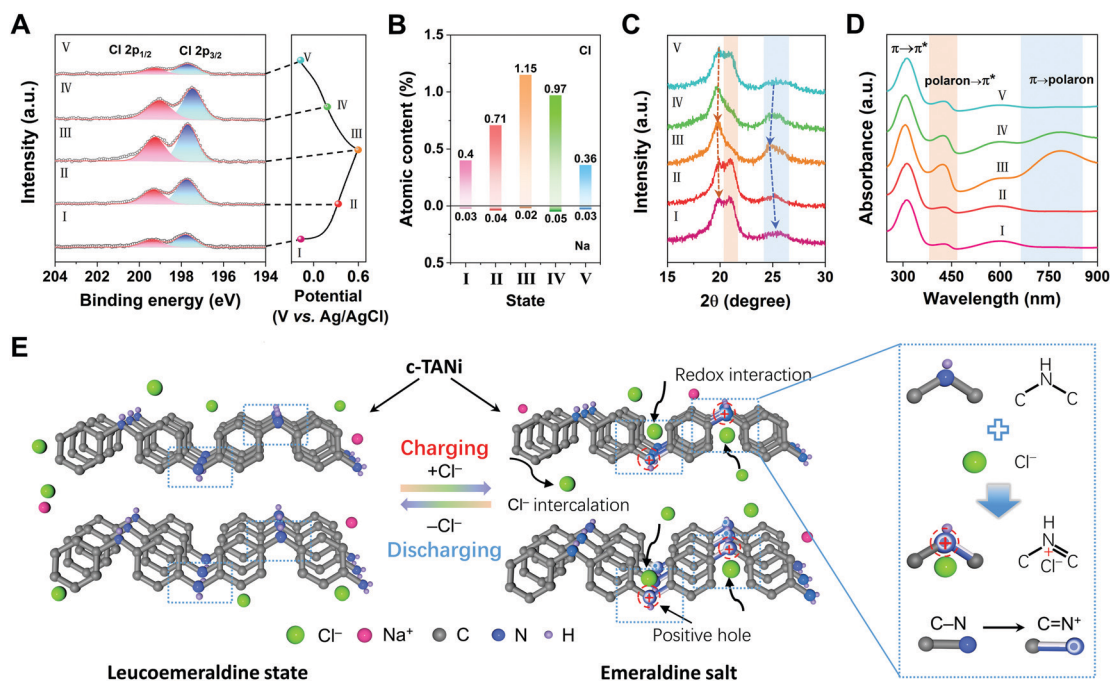 A
Intensity (a.u.)
V
Cl 2p1/2
Cl 2p3/2
IV
III
II
I
204 202 200 198 196 194
Binding energy (eV)
V
IV
III
II
I
0.0 0.6
Potential
(V vs. Ag/AgCl)
B
Atomic content (%)
1.5
1.0
0.5
0.0
0.5
Cl
0.4
0.71
1.15
0.97
0.36
0.03
0.04
0.02
0.05
0.03
Na
I II III IV V
State
C
Intensity (a.u.)
V
IV
III
II
I
15 20 25 30
2θ (degree)
D
Absorbance (a.u.)
π→π*
polaron→π*
π→polaron
V
IV
III
II
I
300 450 600 750 900
Wavelength (nm)
E
c-TANi
Redox interaction
Charging
+Cl⁻
Cl⁻ intercalation
–Cl⁻
Discharging
Positive hole
Cl⁻ Na⁺ C N H
Leucoemeraldine state
Emeraldine salt
H
N
C C
Cl⁻
H
N
+
C C
Cl⁻
C–N
C=N⁺